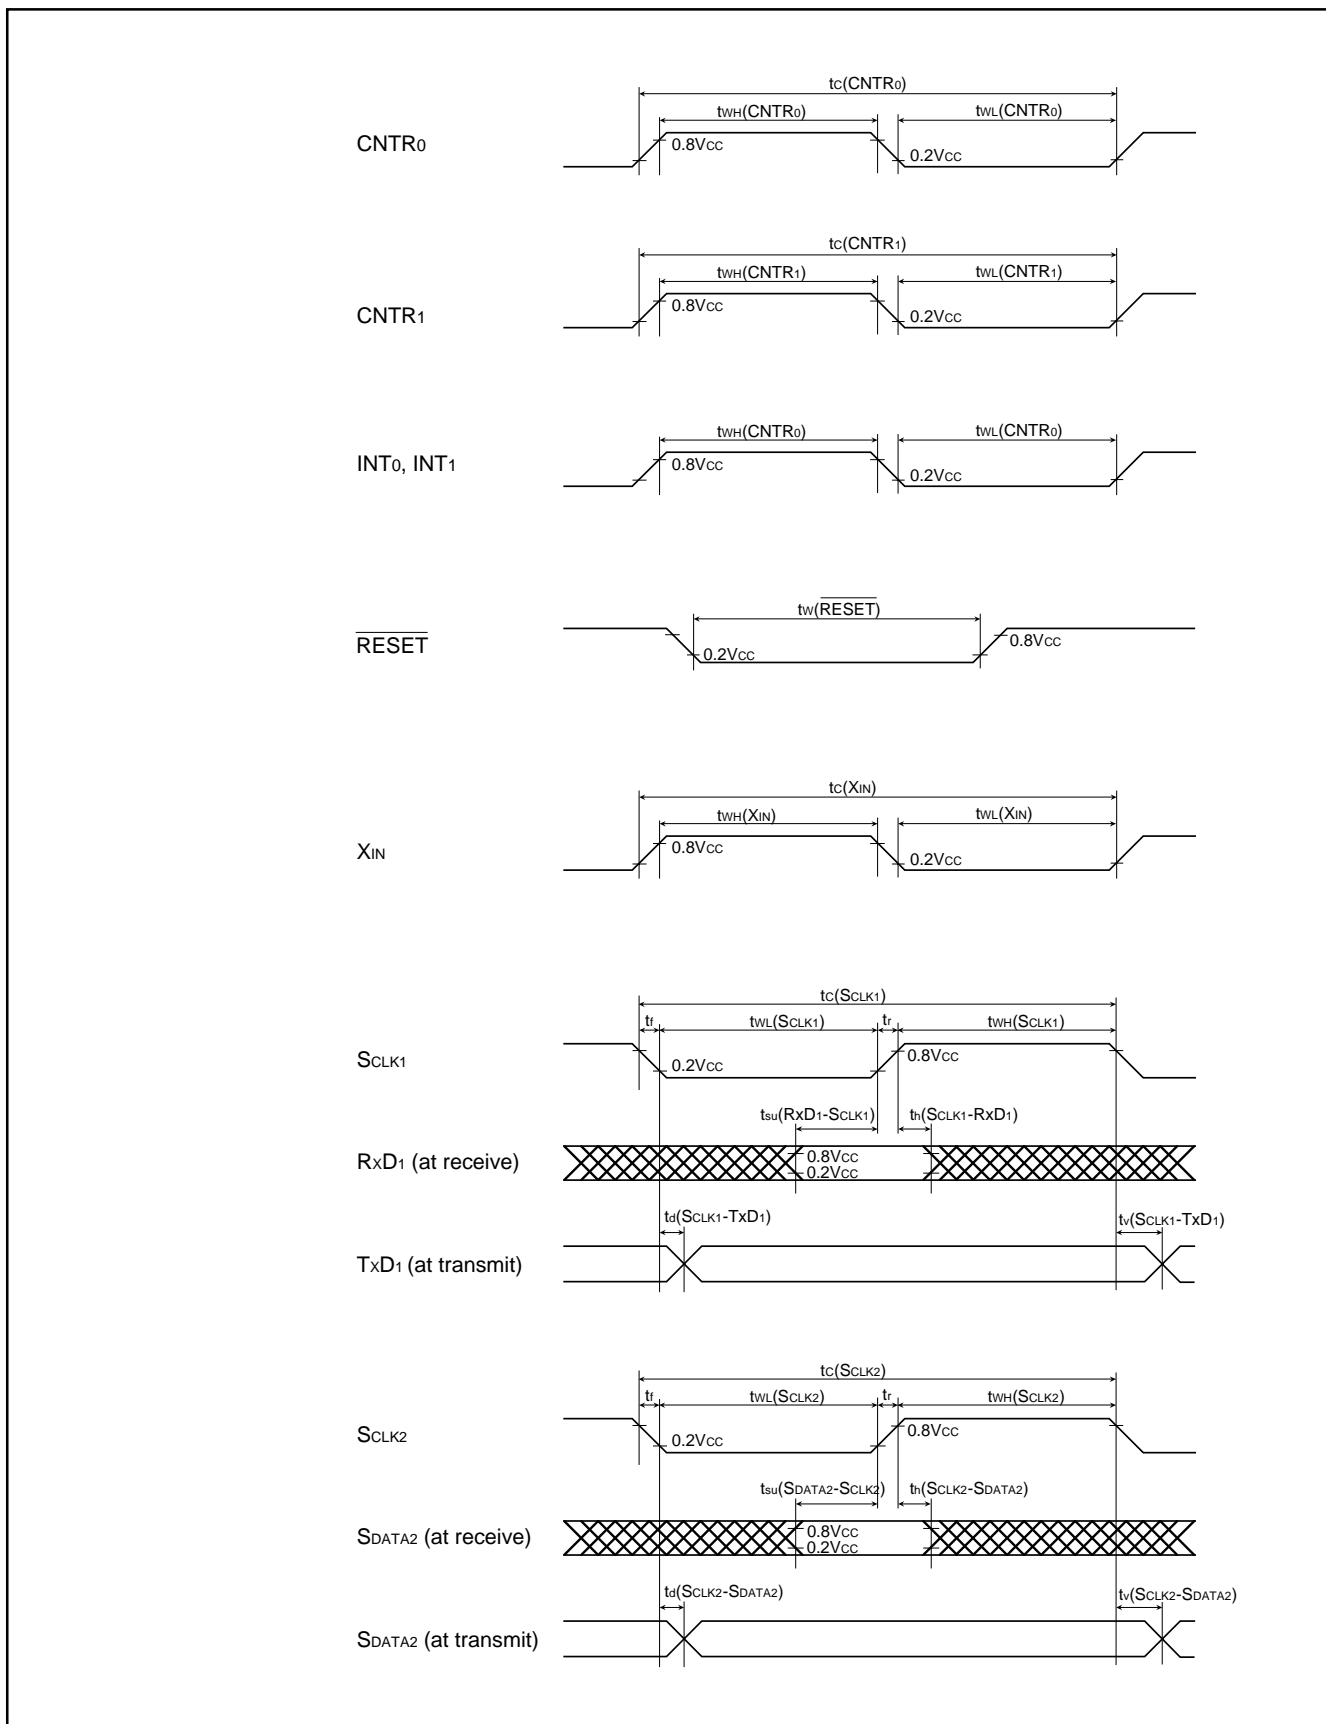 tC(CNTR0)
tWH(CNTR0) tWL(CNTR0)
CNTR0 0.8VCC 0.2VCC
tC(CNTR1)
tWH(CNTR1) tWL(CNTR1)
CNTR1 0.8VCC 0.2VCC
tWH(CNTR0) tWL(CNTR0)
INT0, INT1 0.8VCC 0.2VCC
tW(RESET)
RESET 0.2VCC 0.8VCC
tC(XIN)
tWH(XIN) tWL(XIN)
XIN 0.8VCC 0.2VCC
tC(SCLK1)
tf tWL(SCLK1) tr tWH(SCLK1)
SCLK1 0.2VCC 0.8VCC
tsu(RxD1-SCLK1) th(SCLK1-RxD1)
RXD1 (at receive) 0.8VCC
0.2VCC
td(SCLK1-TxD1) tv(SCLK1-TxD1)
TXD1 (at transmit)
tC(SCLK2)
tf tWL(SCLK2) tr tWH(SCLK2)
SCLK2 0.2VCC 0.8VCC
tsu(SDATA2-SCLK2) th(SCLK2-SDATA2)
SDATA2 (at receive) 0.8VCC
0.2VCC
td(SCLK2-SDATA2) tv(SCLK2-SDATA2)
SDATA2 (at transmit)